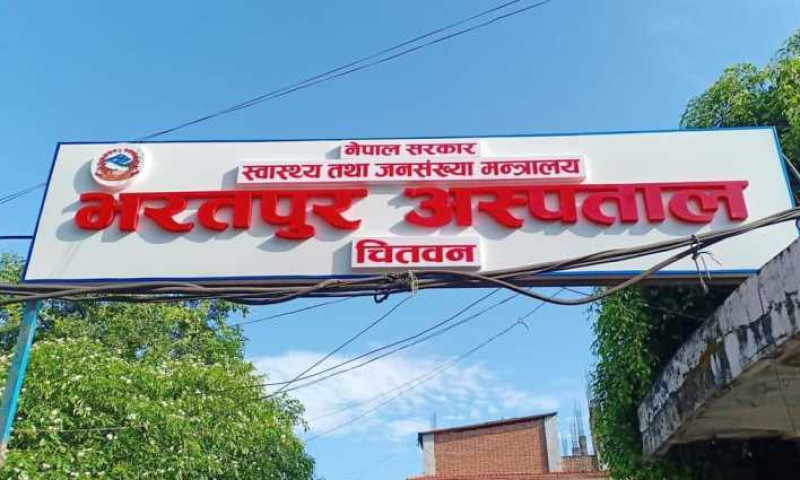 नेपाल सरकार
स्वास्थ्य तथा जनसंख्या मन्त्रालय
भरतपुर अस्पताल
चितवन